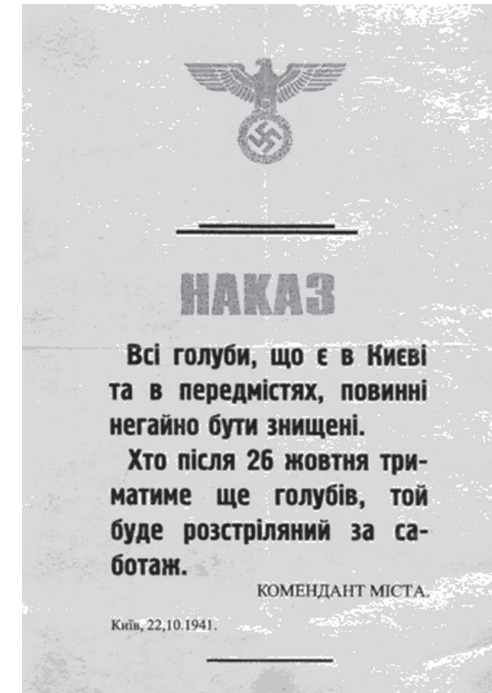 НАКАЗ
Всі голуби, що є в Києві
та в передмістях, повинні
негайно бути знищені.
Хто після 26 жовтня три-
матиме ще голубів, той
буде розстріляний за са-
ботаж.
КОМЕНДАНТ МІСТА.
Київ, 22,10.1941.